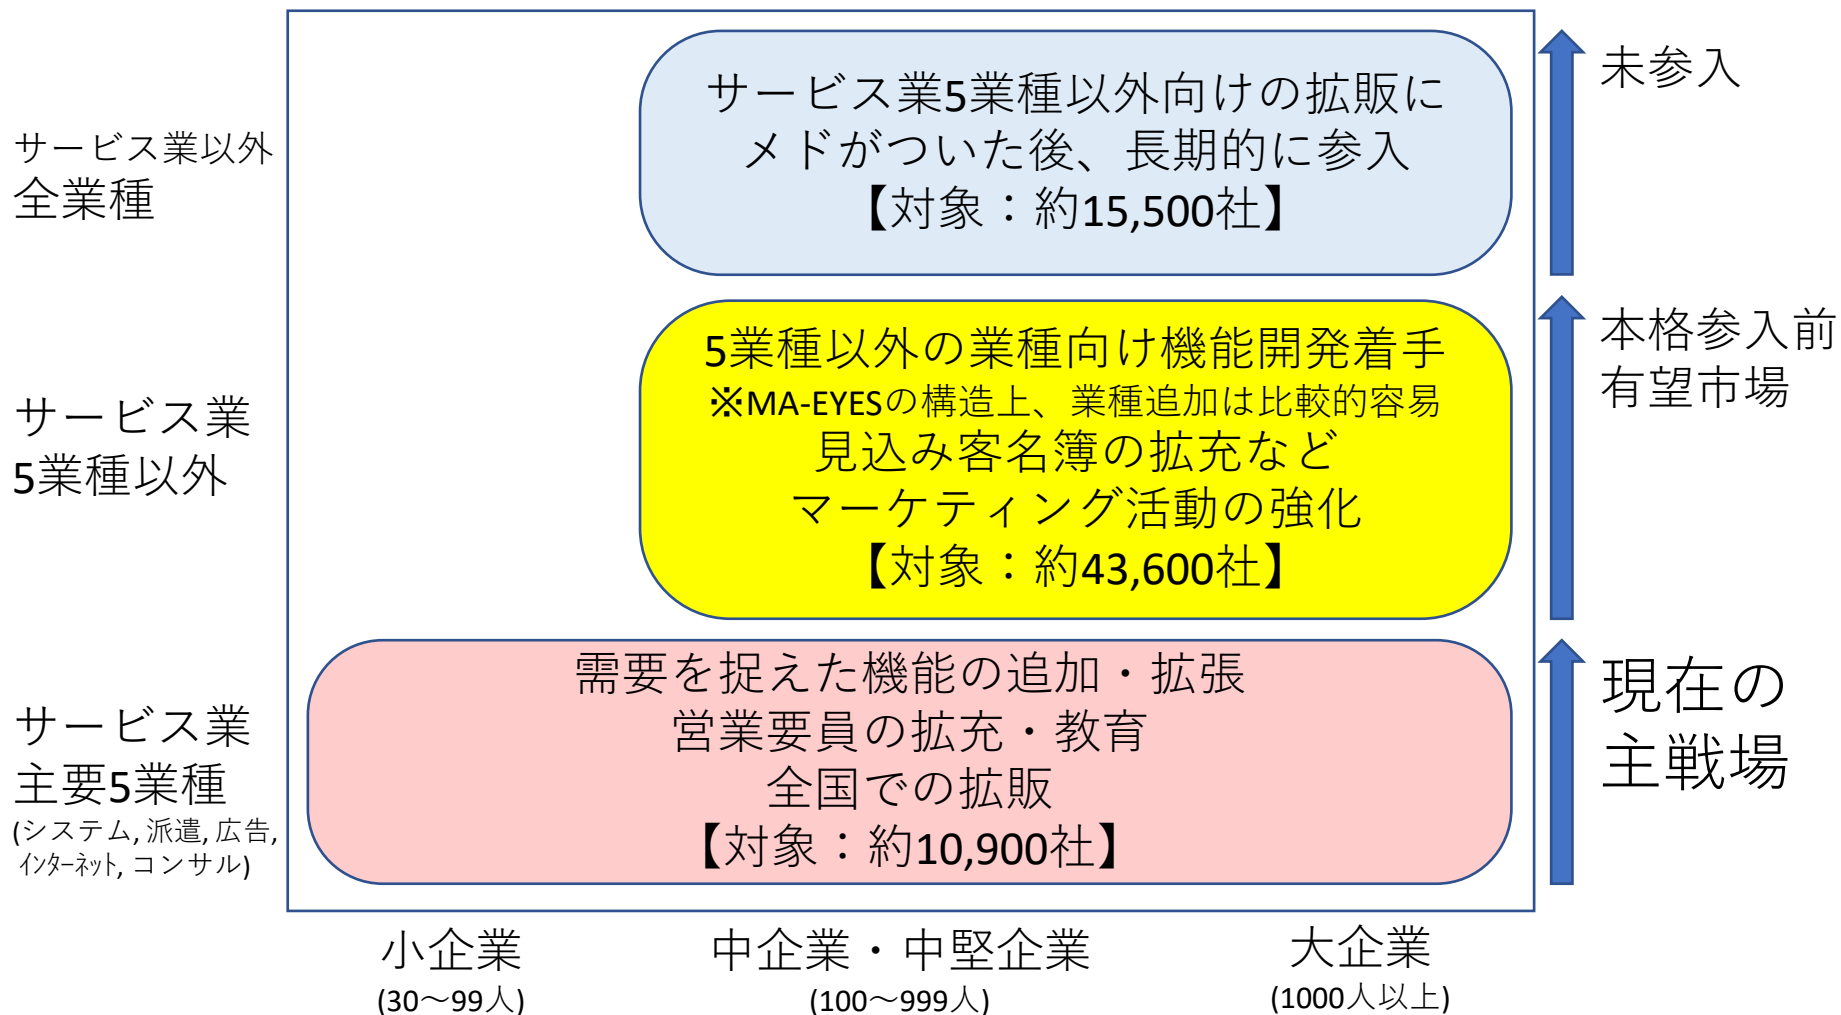 サービス業5業種以外向けの拡販に
メドがついた後、長期的に参入
【対象：約15,500社】
未参入
サービス業以外
全業種
5業種以外の業種向け機能開発着手
※MA-EYESの構造上、業種追加は比較的容易
見込み客名簿の拡充など
マーケティング活動の強化
【対象：約43,600社】
本格参入前
有望市場
サービス業
5業種以外
需要を捉えた機能の追加・拡張
営業要員の拡充・教育
全国での拡販
【対象：約10,900社】
現在の
主戦場
サービス業
主要5業種
(システム, 派遣, 広告,
ｲﾝﾀｰﾈｯﾄ, コンサル)
小企業
(30～99人)
中企業・中堅企業
(100～999人)
大企業
(1000人以上)